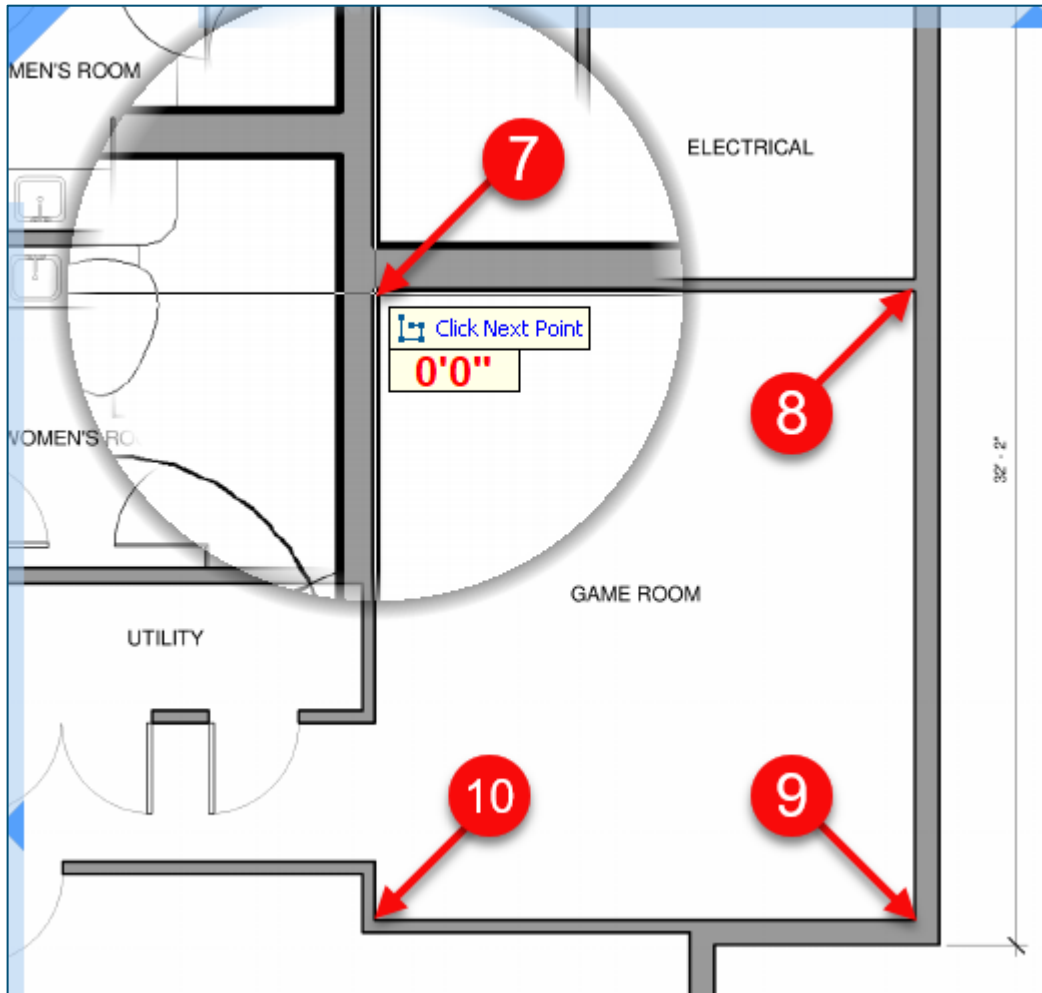 MEN'S ROOM
7
ELECTRICAL
Click Next Point
0'0"
8
WOMEN'S RO
32' - 2"
GAME ROOM
UTILITY
10
9